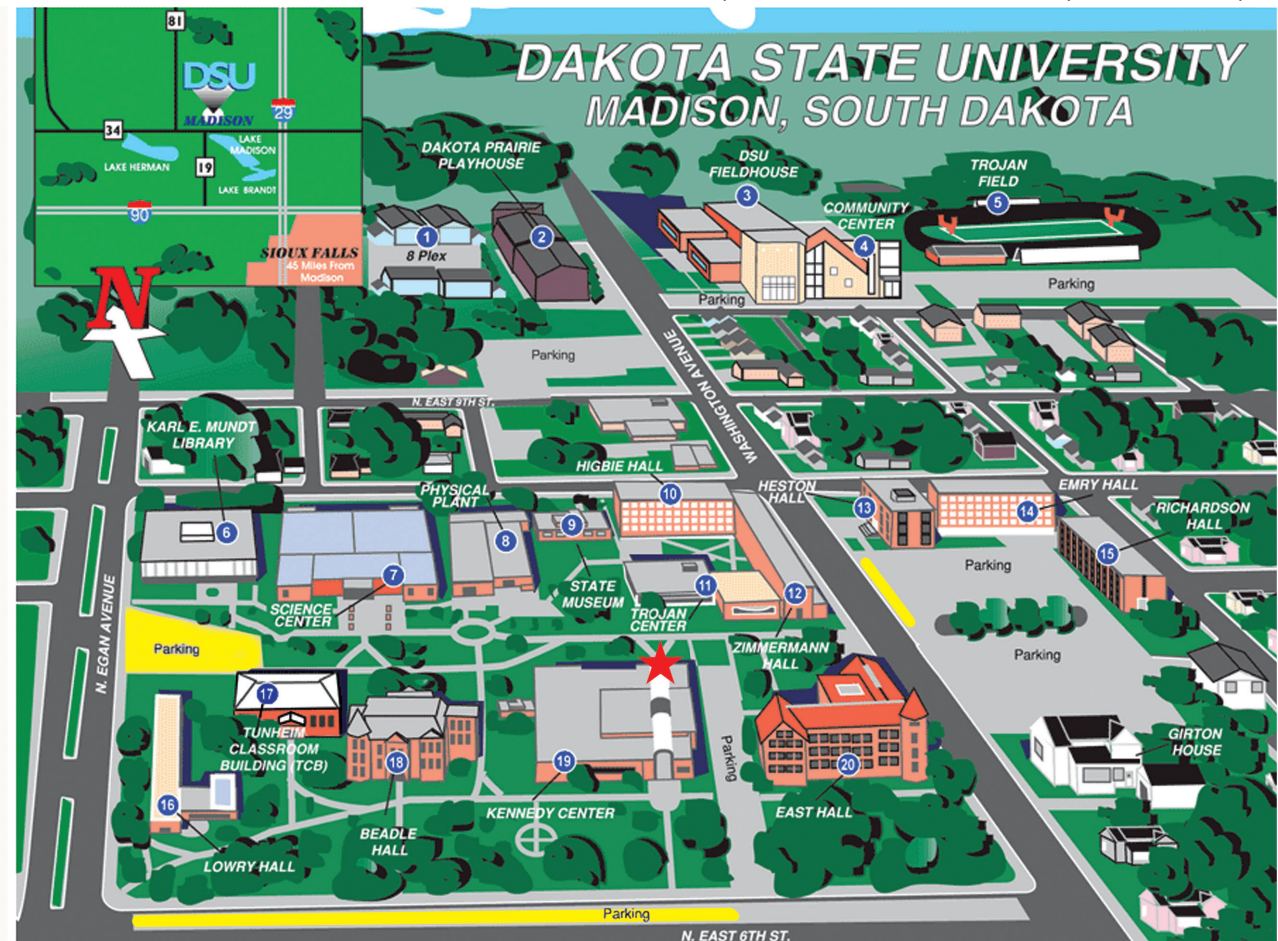 DAKOTA STATE UNIVERSITY
MADISON, SOUTH DAKOTA
81
DSU
MADISON
29
34
LAKE HERMAN
19
LAKE
MADISON
LAKE BRANDT
90
SIOUX FALLS
45 Miles From
Madison
N
DAKOTA PRAIRIE
PLAYHOUSE
1
8 Plex
2
DSU
FIELDHOUSE
3
COMMUNITY
CENTER
4
TROJAN
FIELD
5
Parking
Parking
Parking
WASHINGTON AVENUE
N. EAST 9TH ST.
KARL E. MUNDT
LIBRARY
6
PHYSICAL
PLANT
8
HIGBIE HALL
10
HESTON
HALL
13
EMRY HALL
14
RICHARDSON
HALL
15
9
7
SCIENCE
CENTER
STATE
MUSEUM
11
TROJAN
CENTER
12
ZIMMERMANN
HALL
Parking
Parking
N. EGAN AVENUE
Parking
17
TUNHEIM
CLASSROOM
BUILDING (TCB)
18
BEADLE
HALL
16
LOWRY HALL
19
KENNEDY CENTER
Parking
20
EAST HALL
GIRTON
HOUSE
Parking
N. EAST 6TH ST.